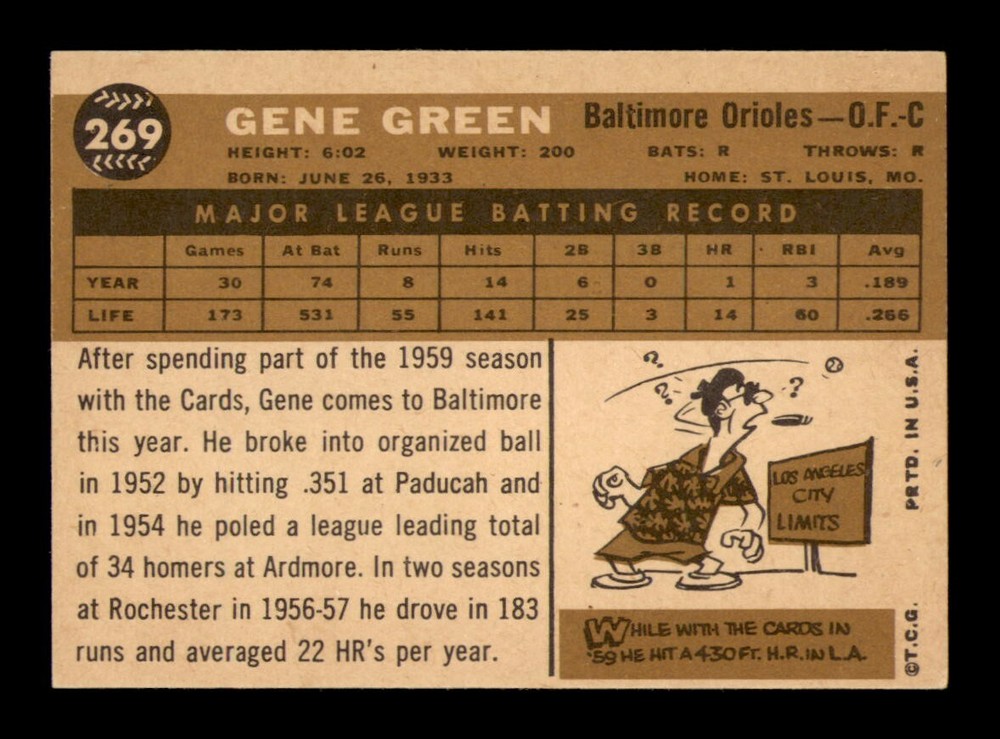 269
GENE GREEN Baltimore Orioles—O.F.-C
HEIGHT: 6:02 WEIGHT: 200 BATS: R THROWS: R
BORN: JUNE 26, 1933 HOME: ST. LOUIS, MO.
MAJOR LEAGUE BATTING RECORD
Games At Bat Runs Hits 2B 3B HR RBI Avg
YEAR 30 74 8 14 6 0 1 3 .189
LIFE 173 531 55 141 25 3 14 60 .266
After spending part of the 1959 season
with the Cards, Gene comes to Baltimore
this year. He broke into organized ball
in 1952 by hitting .351 at Paducah and
in 1954 he poled a league leading total
of 34 homers at Ardmore. In two seasons
at Rochester in 1956-57 he drove in 183
runs and averaged 22 HR's per year.
? ? ? ?
LOS ANGELES
CITY
LIMITS
WHILE WITH THE CARDS IN
'59 HE HIT A 430 FT. H.R. IN L.A.
©T.C.G. PRTD. IN U.S.A.